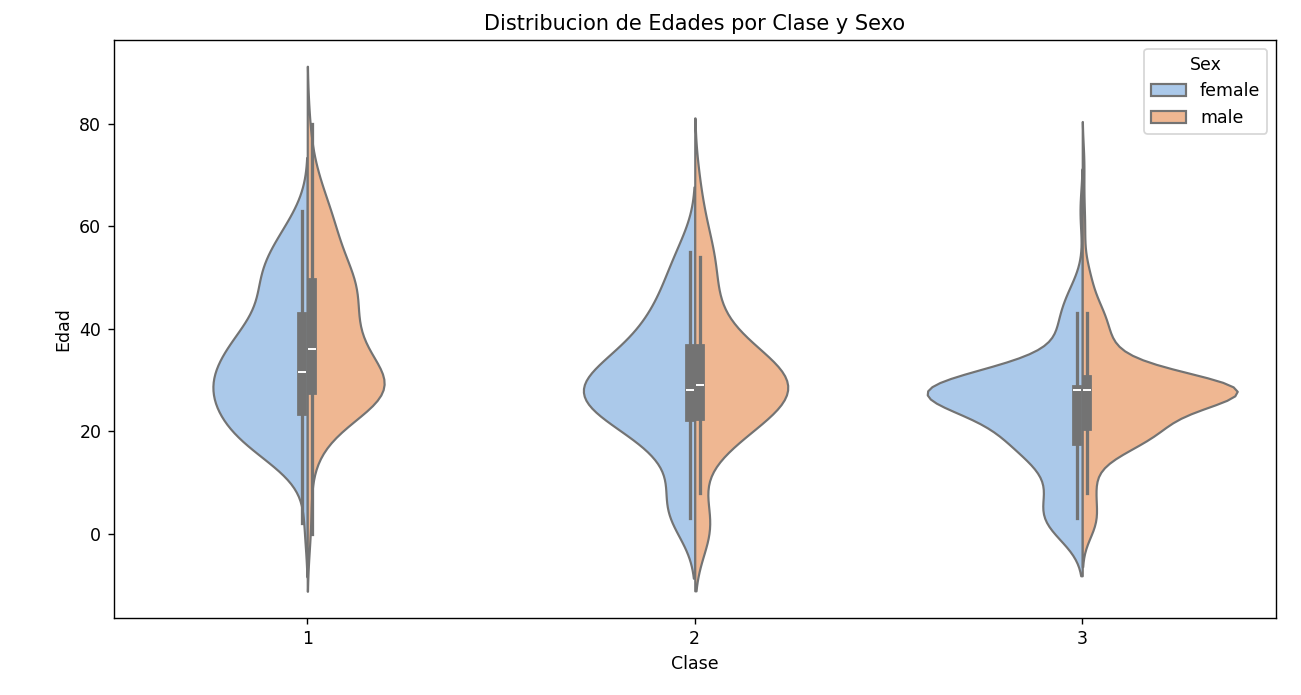 Distribucion de Edades por Clase y Sexo
Sex
female
male
Edad
80
60
40
20
0
1
2
3
Clase